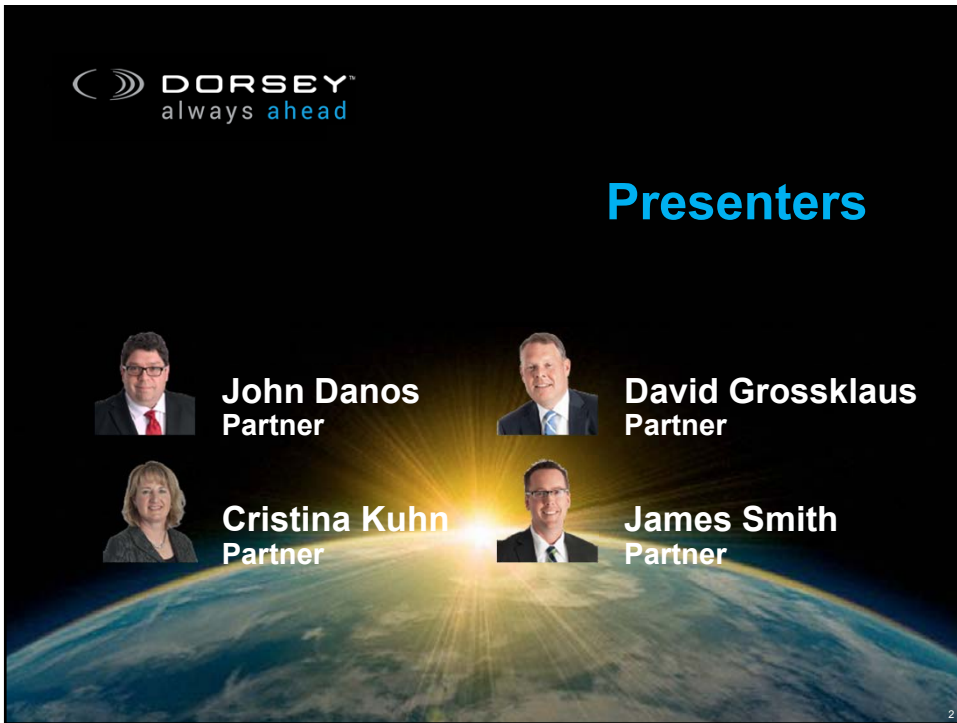 DORSEY™
always ahead
Presenters
John Danos
Partner
David Grossklaus
Partner
Cristina Kuhn
Partner
James Smith
Partner
2